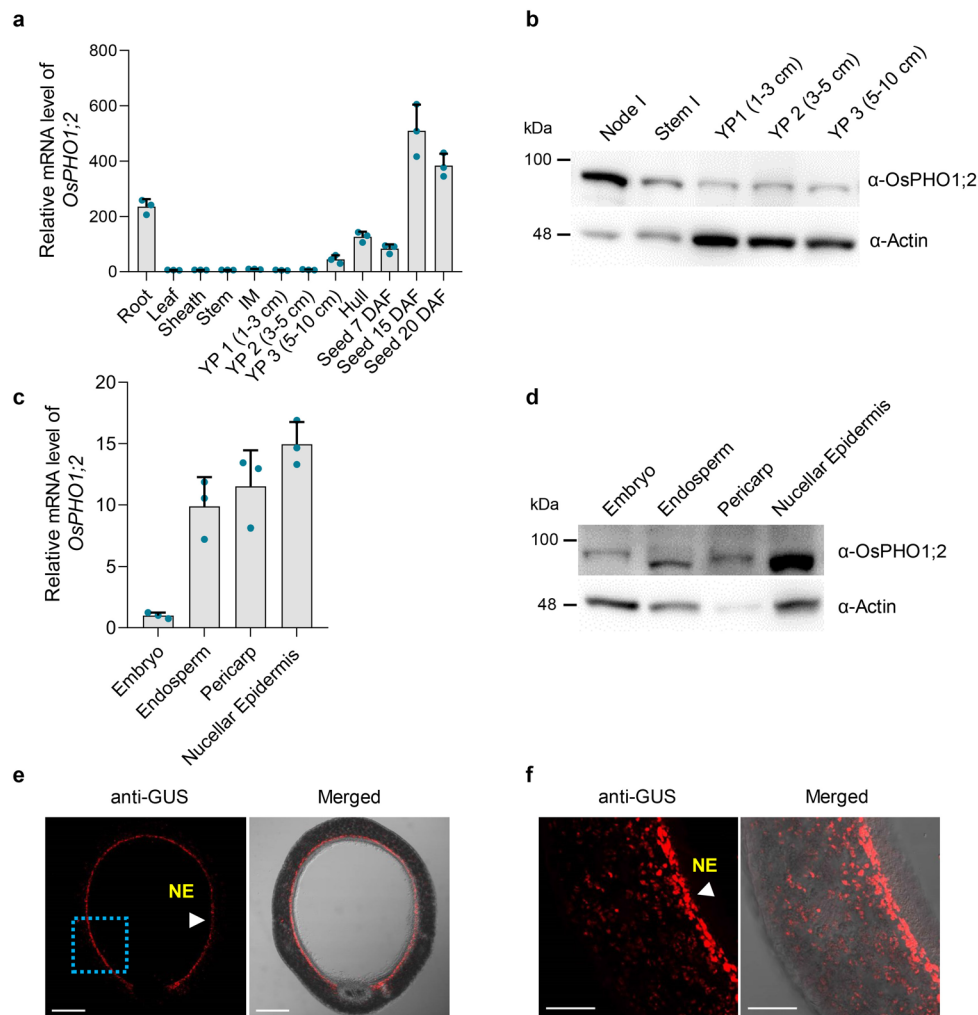 a
Relative mRNA level of
OsPHO1;2
800
600
400
200
0
Root
Leaf
Sheath
Stem
IM
YP 1 (1-3 cm)
YP 2 (3-5 cm)
YP 3 (5-10 cm)
Hull
Seed 7 DAF
Seed 15 DAF
Seed 20 DAF
b
kDa
Node I
Stem I
YP1 (1-3 cm)
YP 2 (3-5 cm)
YP 3 (5-10 cm)
100
α-OsPHO1;2
48
α-Actin
c
Relative mRNA level of
OsPHO1;2
20
15
10
5
0
Embryo
Endosperm
Pericarp
Nucellar Epidermis
d
kDa
Embryo
Endosperm
Pericarp
Nucellar Epidermis
100
α-OsPHO1;2
48
α-Actin
e
anti-GUS
Merged
NE
f
anti-GUS
Merged
NE